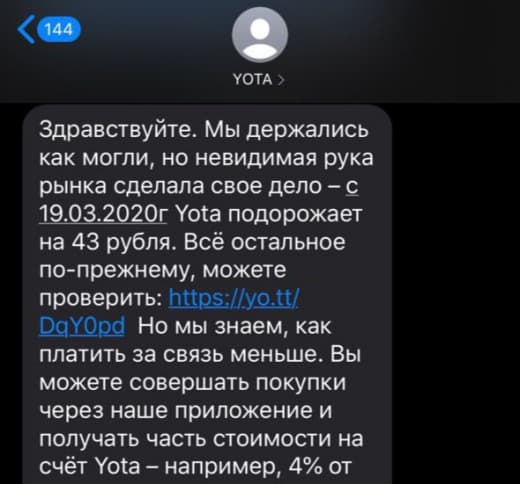 144
YOTA
Здравствуйте. Мы держались
как могли, но невидимая рука
рынка сделала свое дело – с
19.03.2020г Yota подорожает
на 43 рубля. Всё остальное
по-прежнему, можете
проверить: https://yo.tt/
DqY0pd Но мы знаем, как
платить за связь меньше. Вы
можете совершать покупки
через наше приложение и
получать часть стоимости на
счёт Yota – например, 4% от